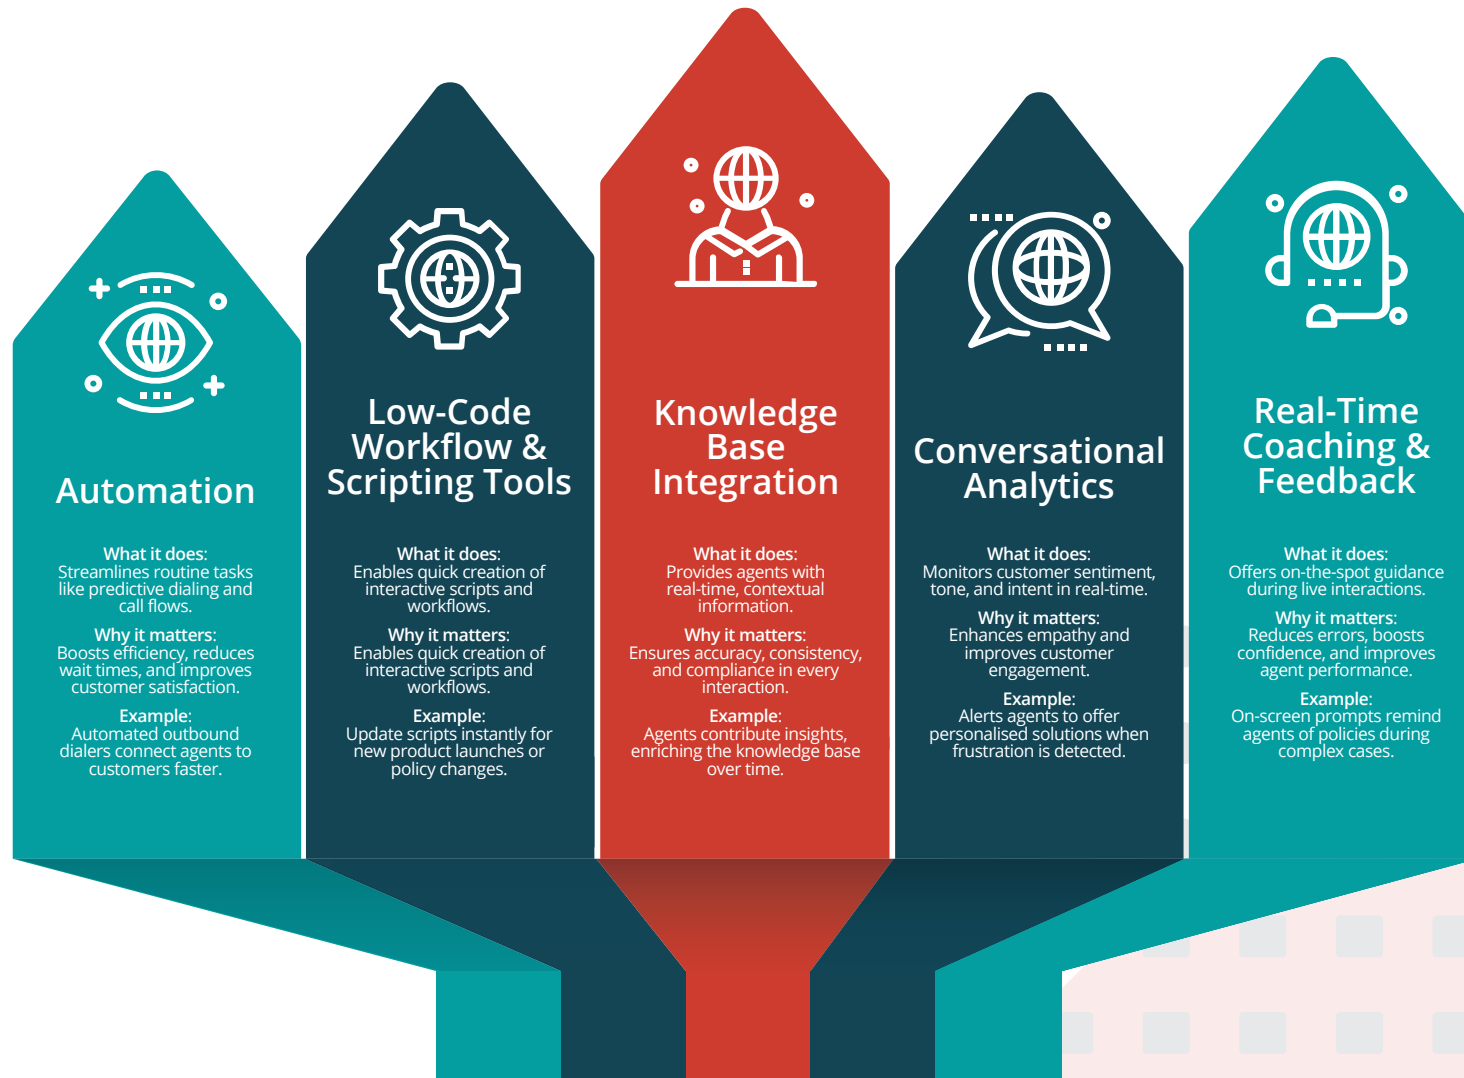 Automation
What it does:
Streamlines routine tasks
like predictive dialing and
call flows.
Why it matters:
Boosts efficiency, reduces
wait times, and improves
customer satisfaction.
Example:
Automated outbound
dialers connect agents to
customers faster.
Low-Code
Workflow &
Scripting Tools
What it does:
Enables quick creation of
interactive scripts and
workflows.
Why it matters:
Enables quick creation of
interactive scripts and
workflows.
Example:
Update scripts instantly for
new product launches or
policy changes.
Knowledge
Base
Integration
What it does:
Provides agents with
real-time, contextual
information.
Why it matters:
Ensures accuracy, consistency,
and compliance in every
interaction.
Example:
Agents contribute insights,
enriching the knowledge base
over time.
Conversational
Analytics
What it does:
Monitors customer sentiment,
tone, and intent in real-time.
Why it matters:
Enhances empathy and
improves customer
engagement.
Example:
Alerts agents to offer
personalised solutions when
frustration is detected.
Real-Time
Coaching &
Feedback
What it does:
Offers on-the-spot guidance
during live interactions.
Why it matters:
Reduces errors, boosts
confidence, and improves
agent performance.
Example:
On-screen prompts remind
agents of policies during
complex cases.